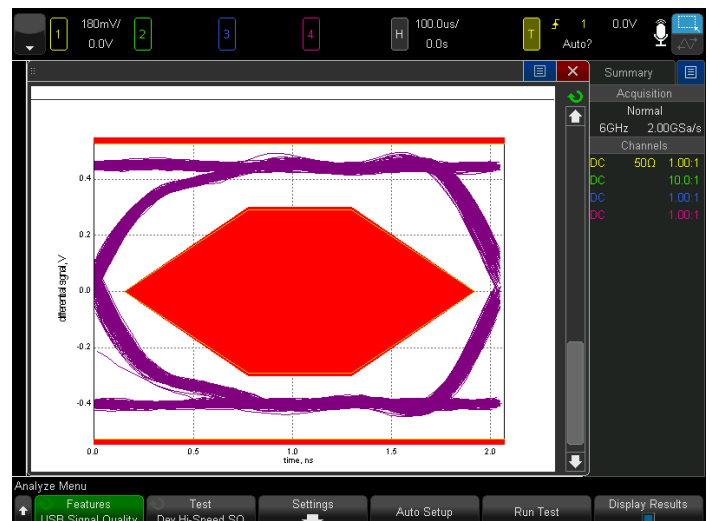 1 180mV/ 0.0V 2 3 4 H 100.0us/ 0.0s T 1 Auto? 0.0V
Summary
Acquisition
Normal
6GHz 2.00GSa/s
Channels
DC 50Ω 1.00:1
DC 10.0:1
DC 1.00:1
DC 1.00:1
differential signal, V
0.4
0.2
0.0
-0.2
-0.4
0.0 0.5 1.0 1.5 2.0
time, ns
Analyze Menu
Features
USB Signal Quality
Test
Dev Hi-Speed SQ
Settings
Auto Setup
Run Test
Display Results